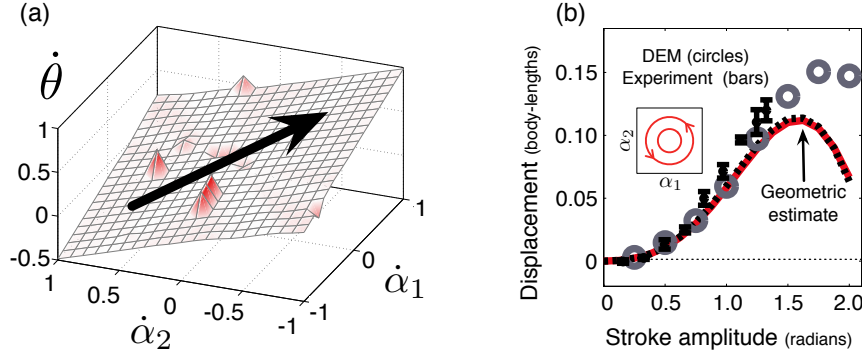 (a)
θ̇
1
0.5
0
-0.5
1
0.5
0
-0.5
-1
-1
0
1
α̇₂
α̇₁
(b)
Displacement (body-lengths)
0.15
0.10
0.05
0
DEM (circles)
Experiment (bars)
α₂
α₁
Geometric
estimate
0
0.5
1.0
1.5
2.0
Stroke amplitude (radians)